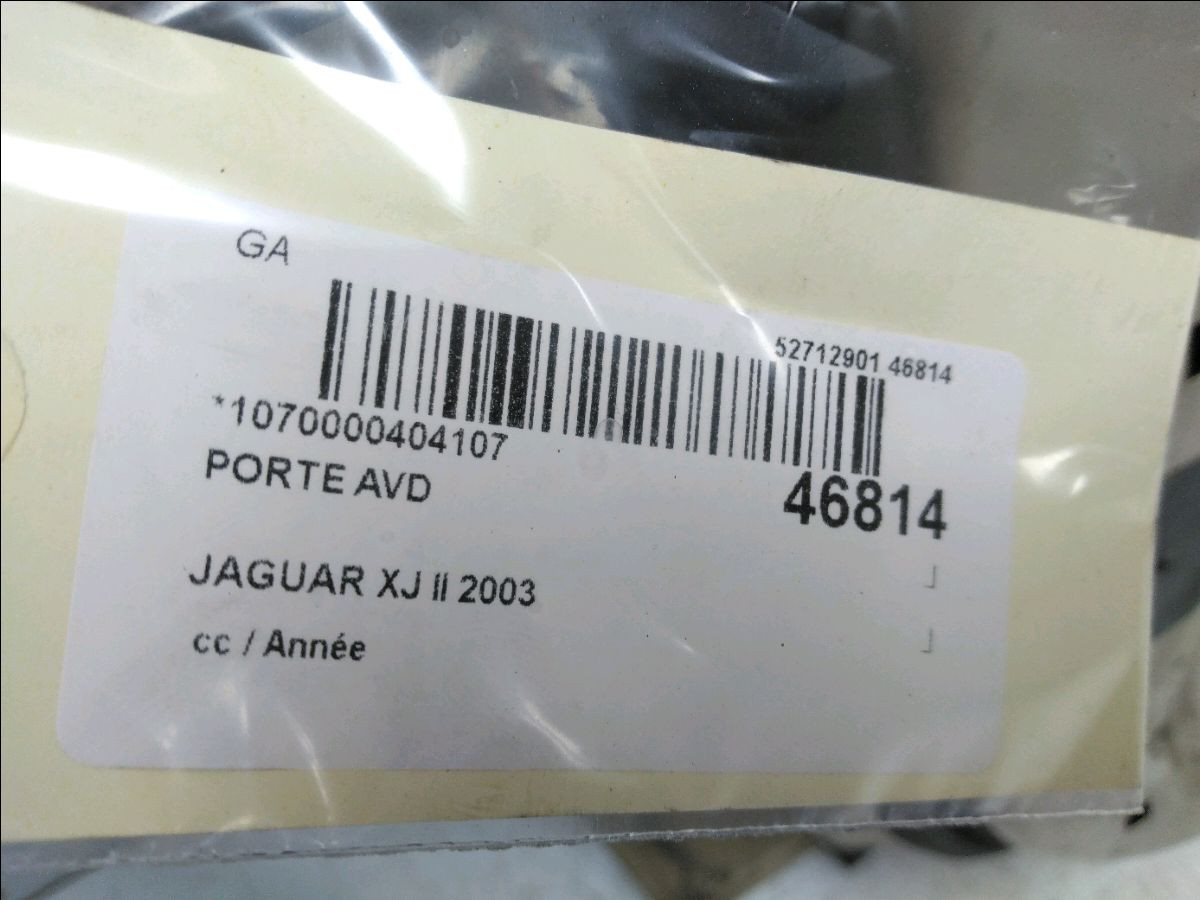 GA
52712901 46814
*1070000404107
PORTE AVD
46814
JAGUAR XJ II 2003
cc / Année